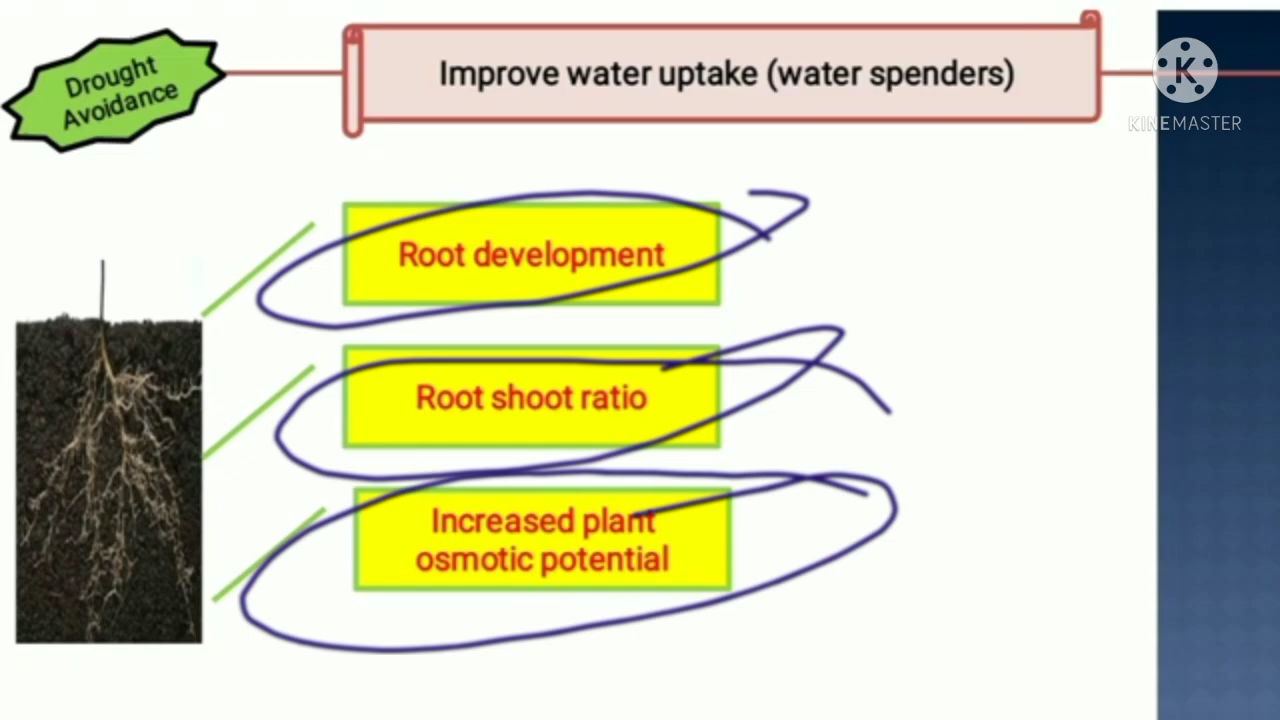 Drought
Avoidance
Improve water uptake (water spenders)
K
KINEMASTER
Root development
Root shoot ratio
Increased plant
osmotic potential